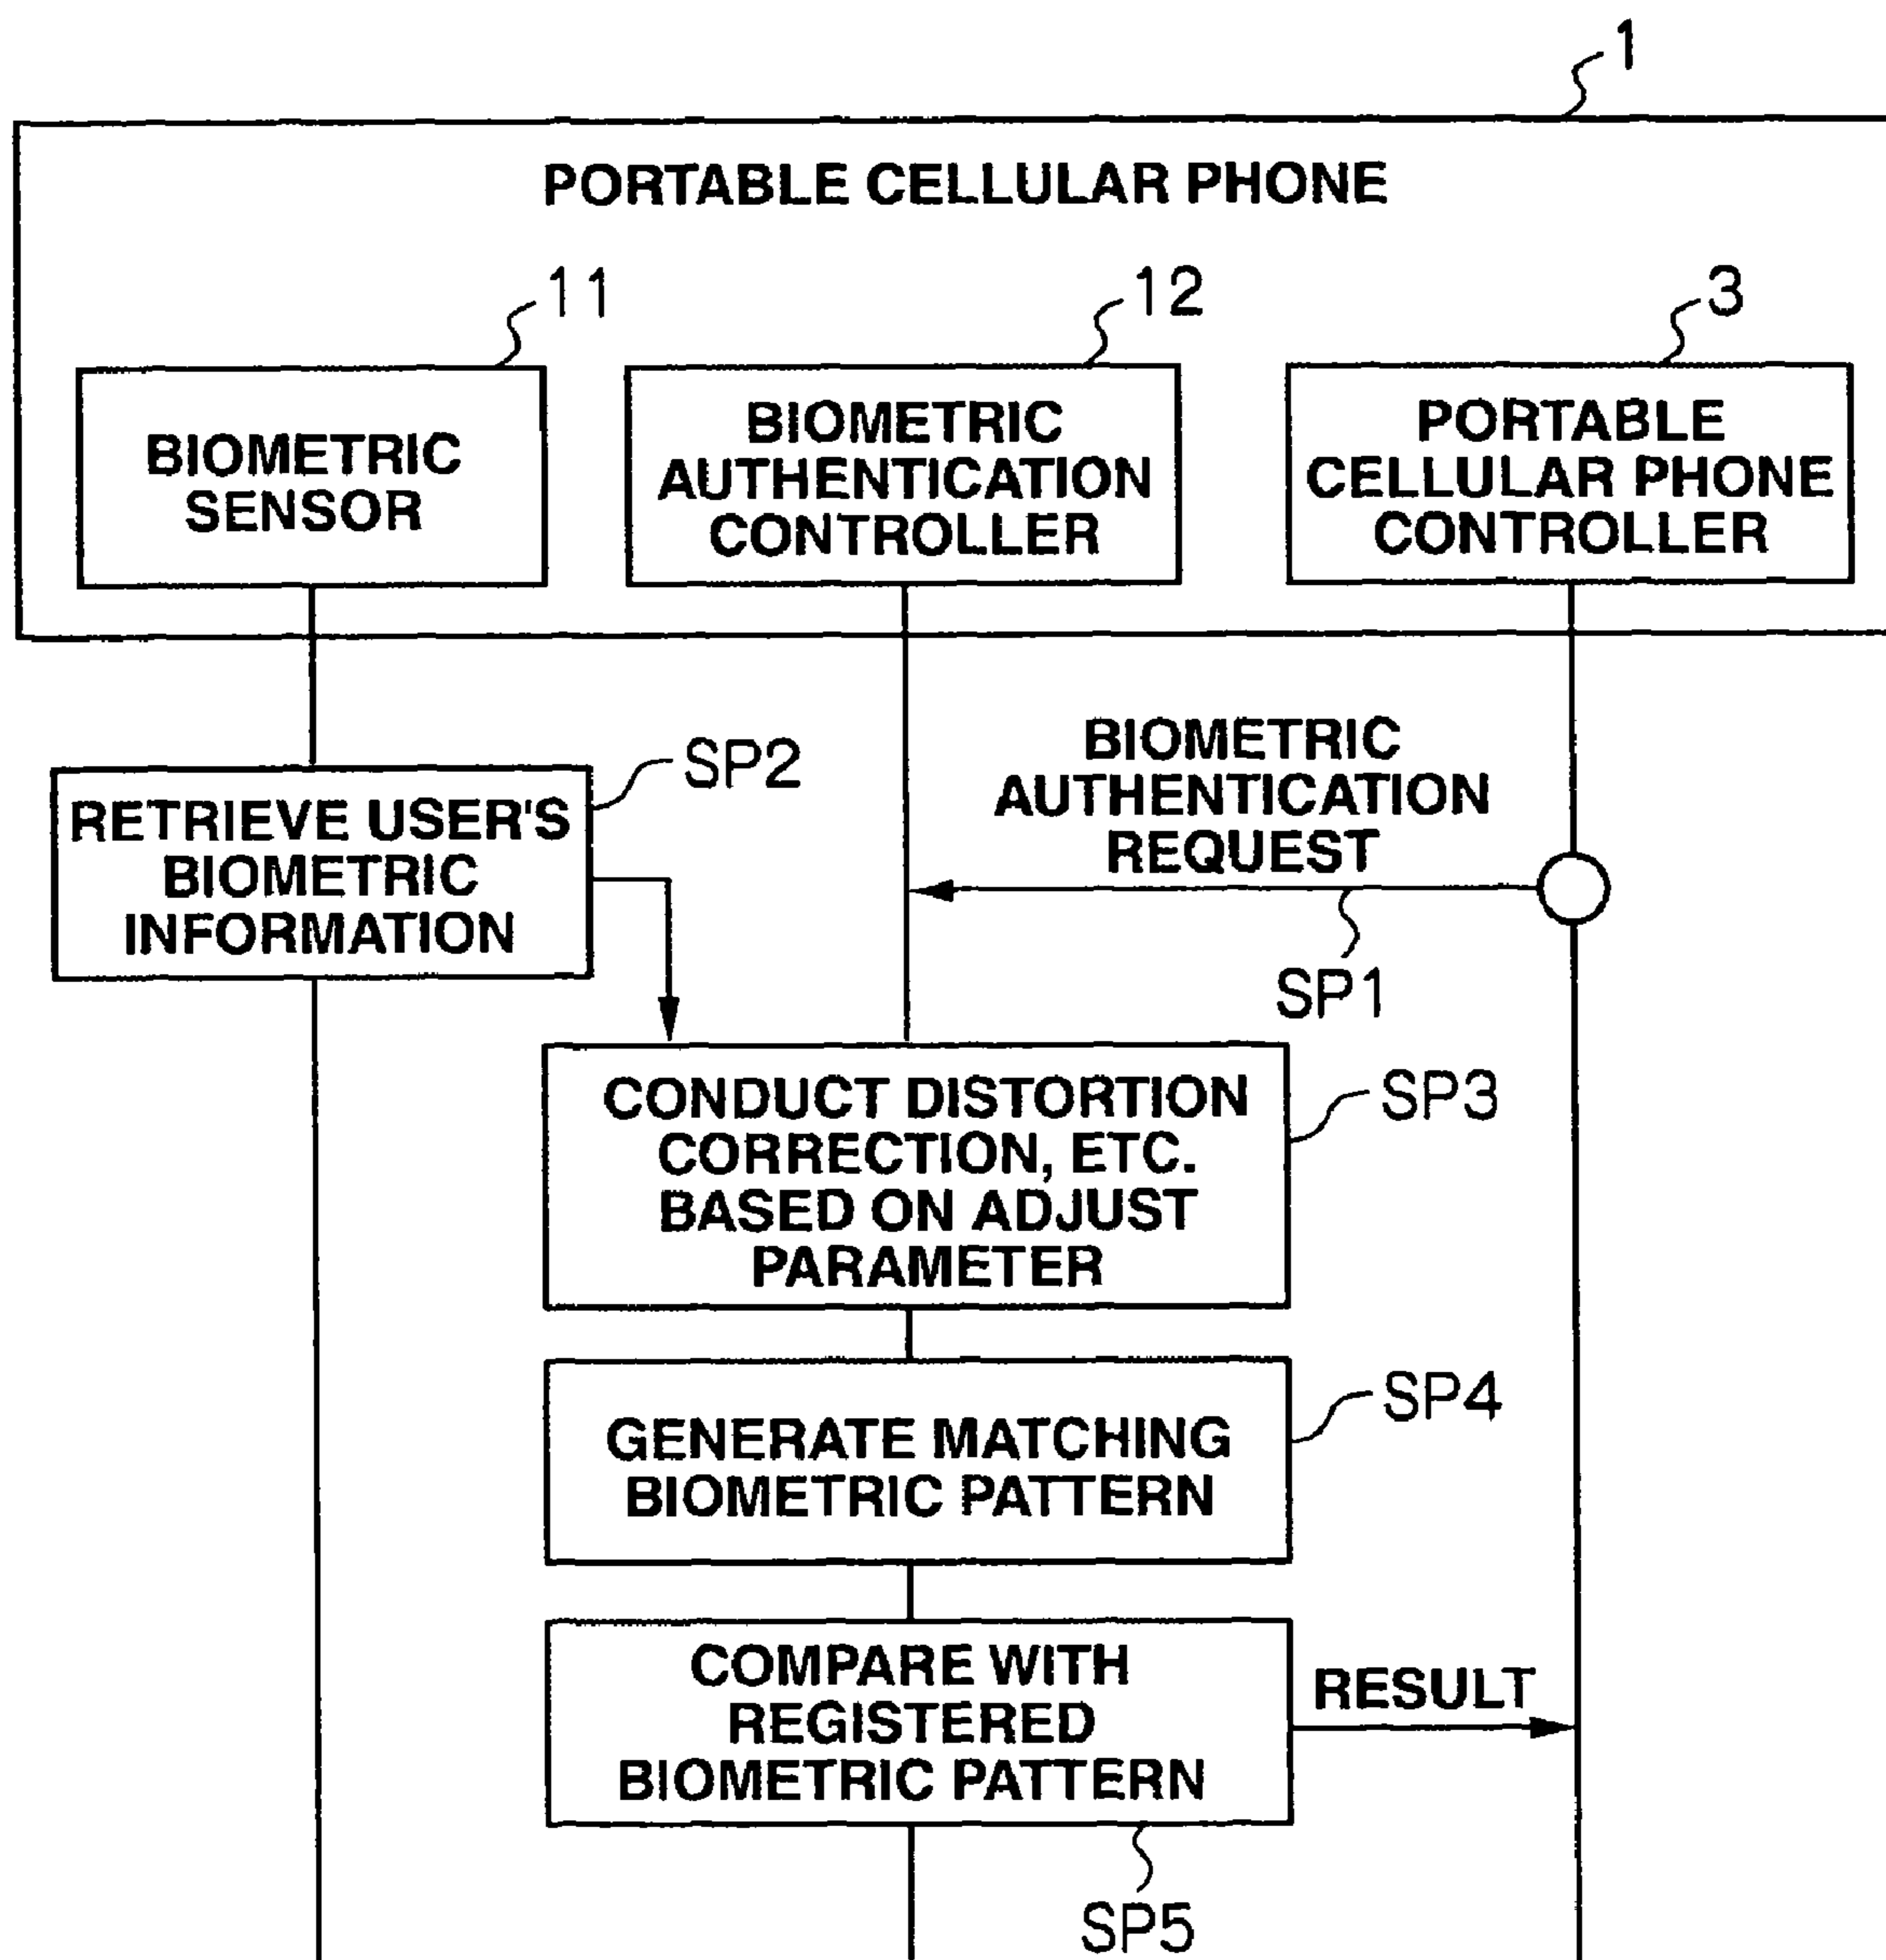 1
PORTABLE CELLULAR PHONE
11
12
3
BIOMETRIC
SENSOR
BIOMETRIC
AUTHENTICATION
CONTROLLER
PORTABLE
CELLULAR PHONE
CONTROLLER
SP2
RETRIEVE USER'S
BIOMETRIC
INFORMATION
BIOMETRIC
AUTHENTICATION
REQUEST
SP1
CONDUCT DISTORTION
CORRECTION, ETC.
BASED ON ADJUST
PARAMETER
SP3
GENERATE MATCHING
BIOMETRIC PATTERN
SP4
COMPARE WITH
REGISTERED
BIOMETRIC PATTERN
RESULT
SP5